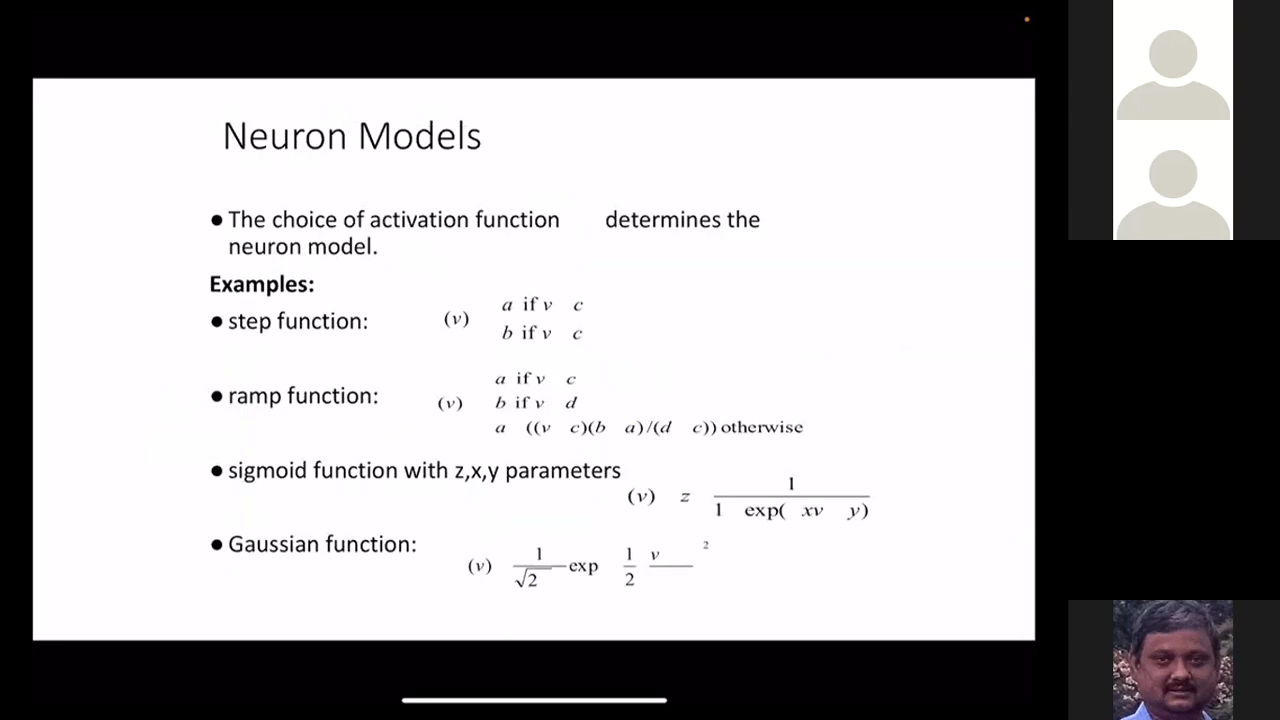 Neuron Models
● The choice of activation function determines the
neuron model.
Examples:
● step function: (v) a if v c
b if v c
● ramp function: (v) a if v c
b if v d
a ((v c)(b a)/(d c)) otherwise
● sigmoid function with z,x,y parameters
(v) z 1
1 exp( xv y)
● Gaussian function: (v) 1 exp 1 v 2
√2 2